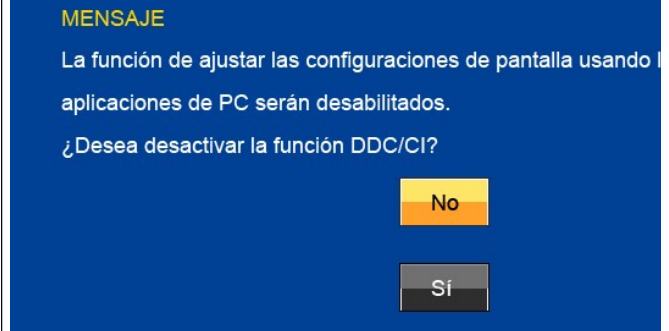 MENSAJE
La función de ajustar las configuraciones de pantalla usando
aplicaciones de PC serán desabilitados.
¿Desea desactivar la función DDC/CI?
No
Sí